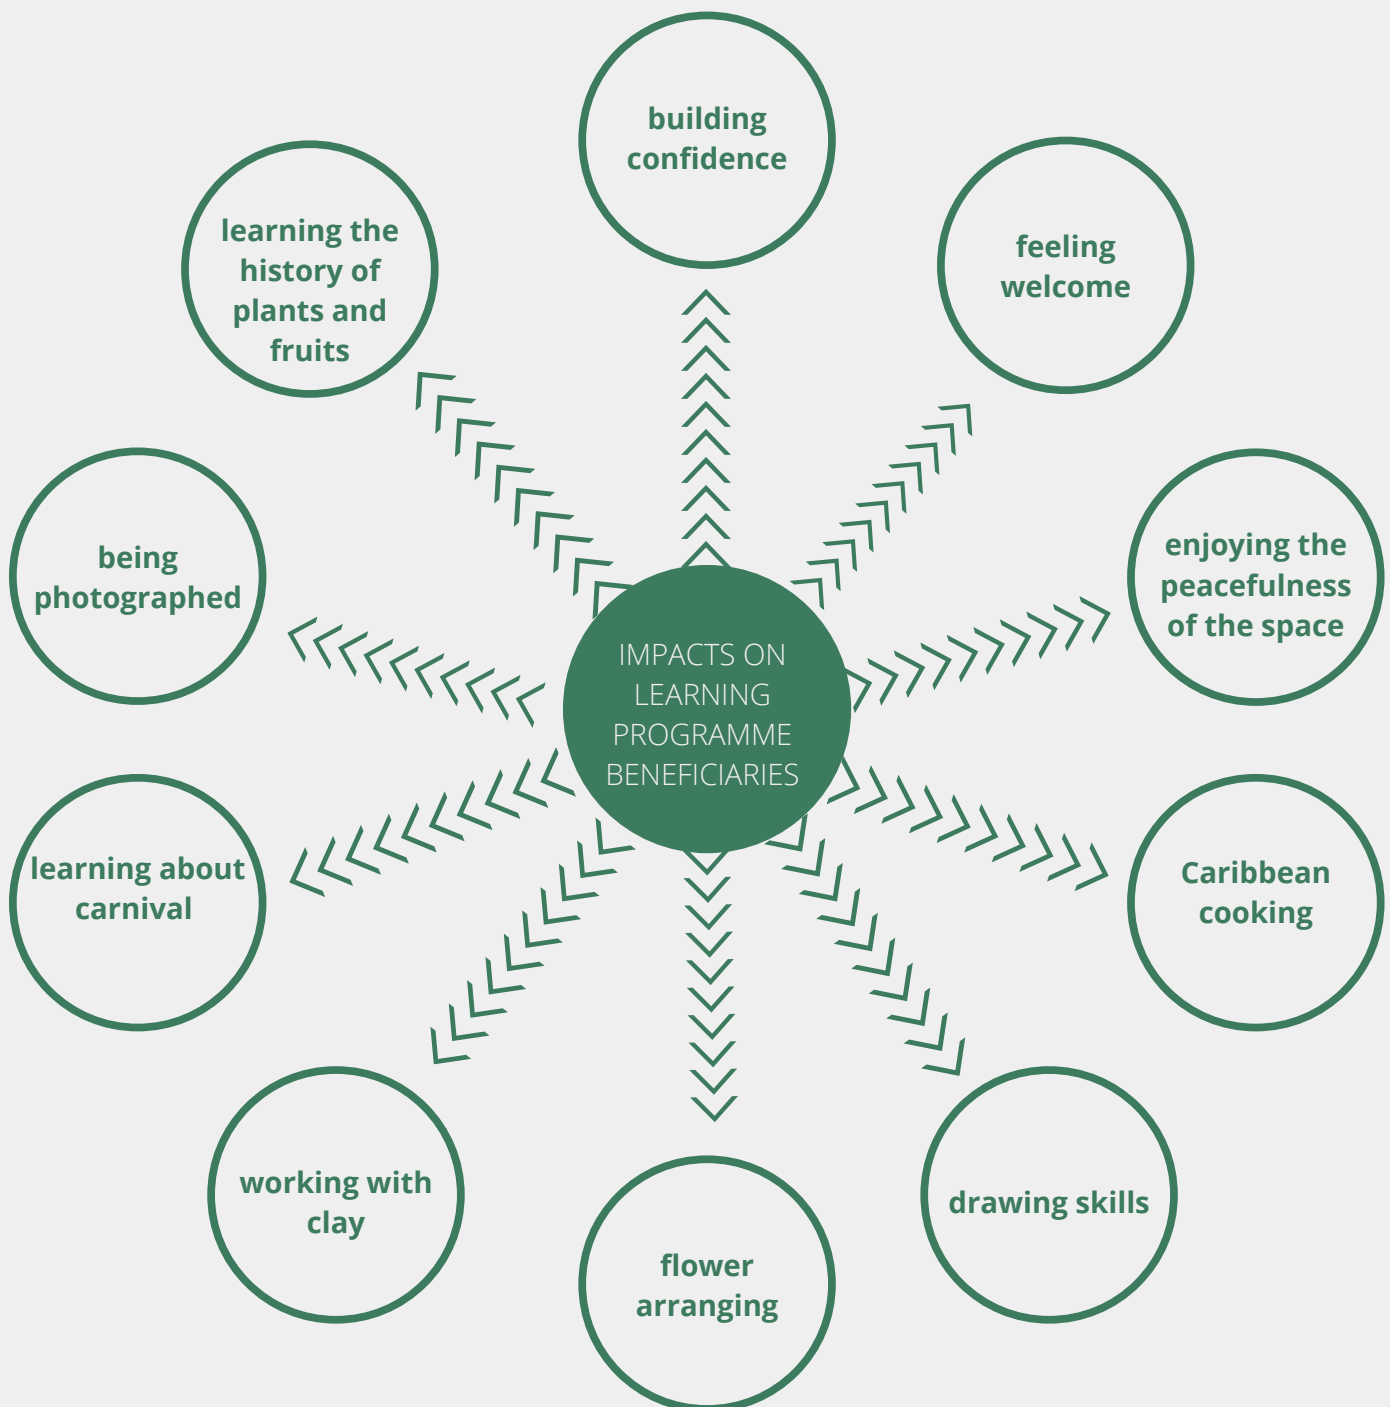 building
confidence
feeling
welcome
enjoying the
peacefulness
of the space
Caribbean
cooking
drawing skills
flower
arranging
working with
clay
learning about
carnival
being
photographed
learning the
history of
plants and
fruits
IMPACTS ON
LEARNING
PROGRAMME
BENEFICIARIES